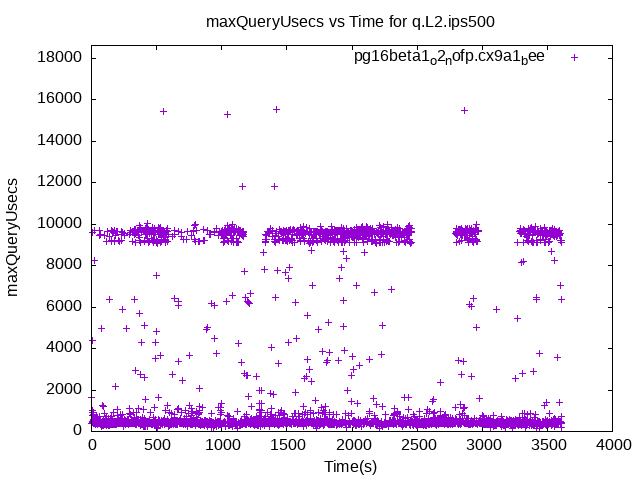 maxQueryUsecs vs Time for q.L2.ips500
pg16beta1o2nofp.cx9a1bee
18000
16000
14000
12000
10000
8000
6000
4000
2000
0
maxQueryUsecs
0 500 1000 1500 2000 2500 3000 3500 4000
Time(s)